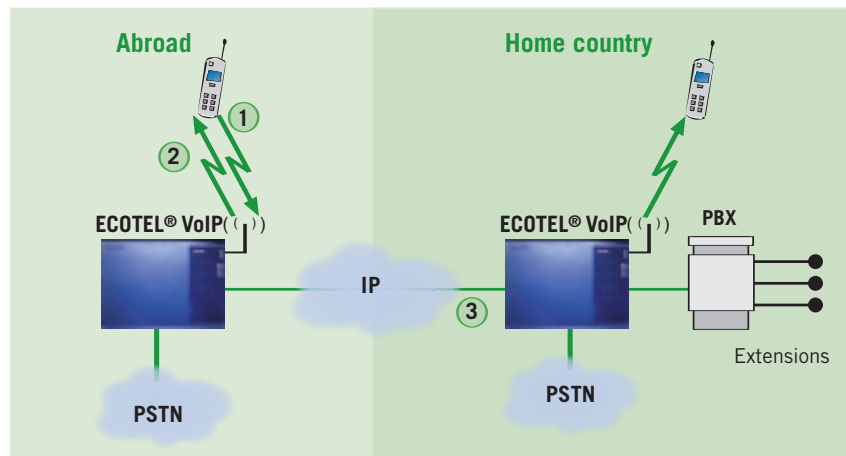 Abroad
Home country
1
2
ECOTEL® VoIP
ECOTEL® VoIP
PBX
IP
3
Extensions
PSTN
PSTN